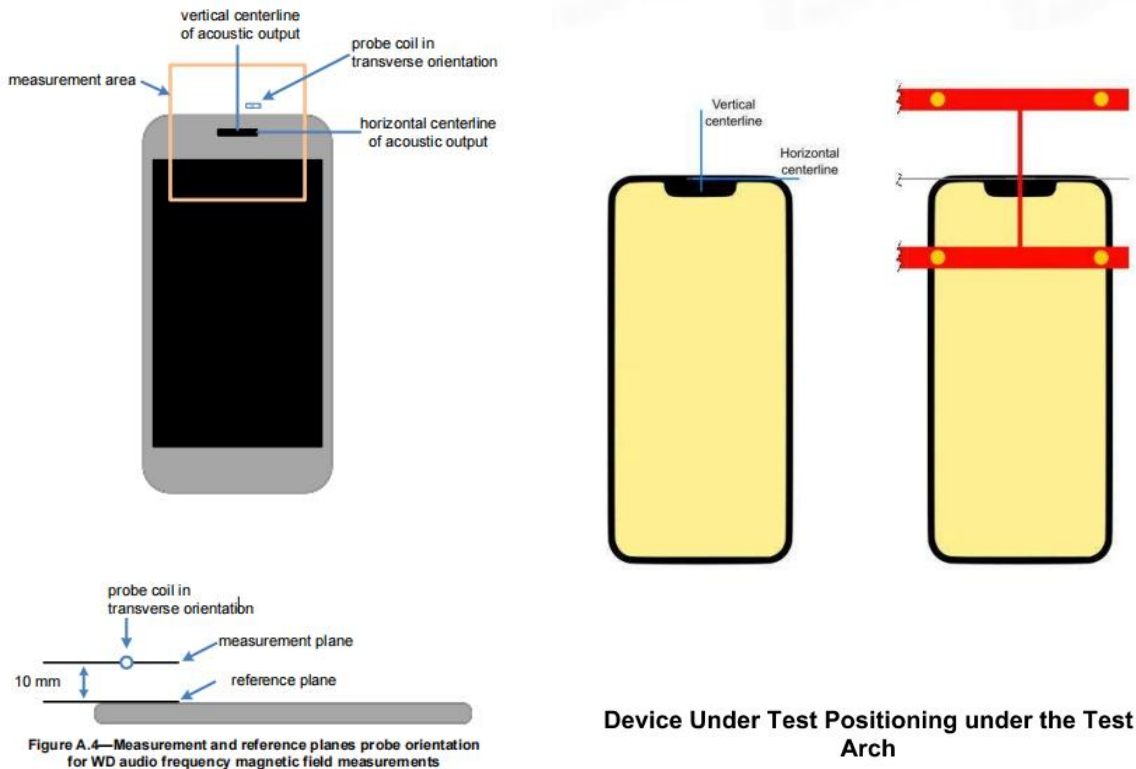 vertical centerline
of acoustic output
probe coil in
transverse orientation
measurement area
horizontal centerline
of acoustic output
probe coil in
transverse orientation
measurement plane
10 mm
reference plane
Figure A.4—Measurement and reference planes probe orientation
for WD audio frequency magnetic field measurements
Vertical
centerline
Horizontal
centerline
Device Under Test Positioning under the Test
Arch